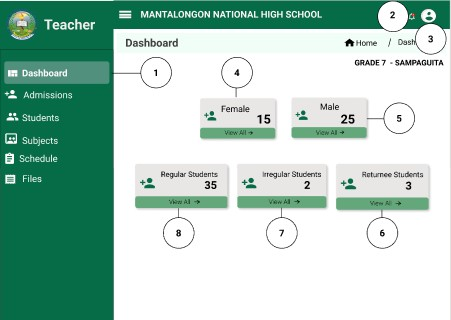 Teacher
MANTALONGON NATIONAL HIGH SCHOOL
2
Dashboard
Home / Dash
3
GRADE 7 - SAMPAGUITA
Dashboard
Admissions
Students
Subjects
Schedule
Files
1
4
Female
15
View All →
Male
25
View All →
5
Regular Students
35
View All →
Irregular Students
2
View All →
Returnee Students
3
View All →
8
7
6